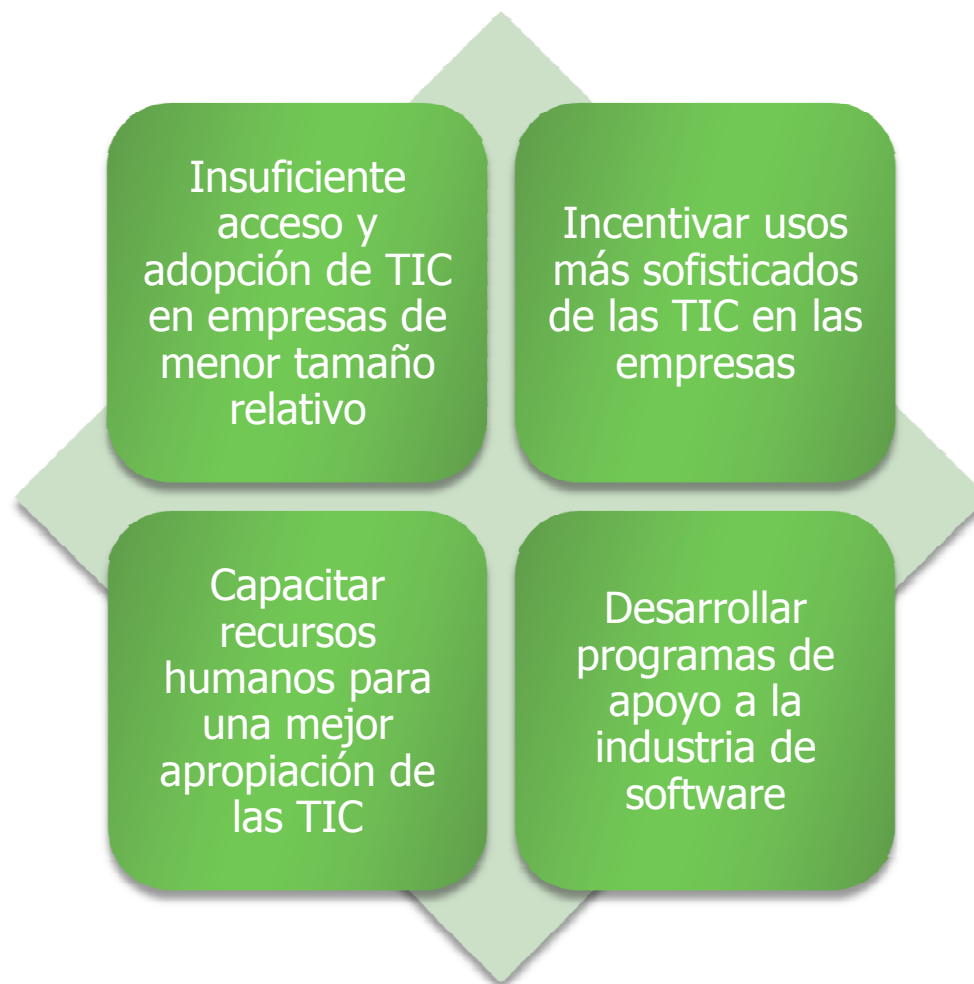 Insuficiente
acceso y
adopción de TIC
en empresas de
menor tamaño
relativo
Incentivar usos
más sofisticados
de las TIC en las
empresas
Capacitar
recursos
humanos para
una mejor
apropiación de
las TIC
Desarrollar
programas de
apoyo a la
industria de
software